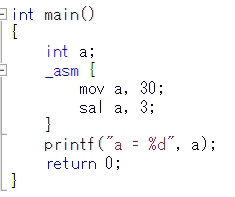 int main()
{
    int a;
    _asm {
        mov a, 30;
        sal a, 3;
    }
    printf("a = %d", a);
    return 0;
}